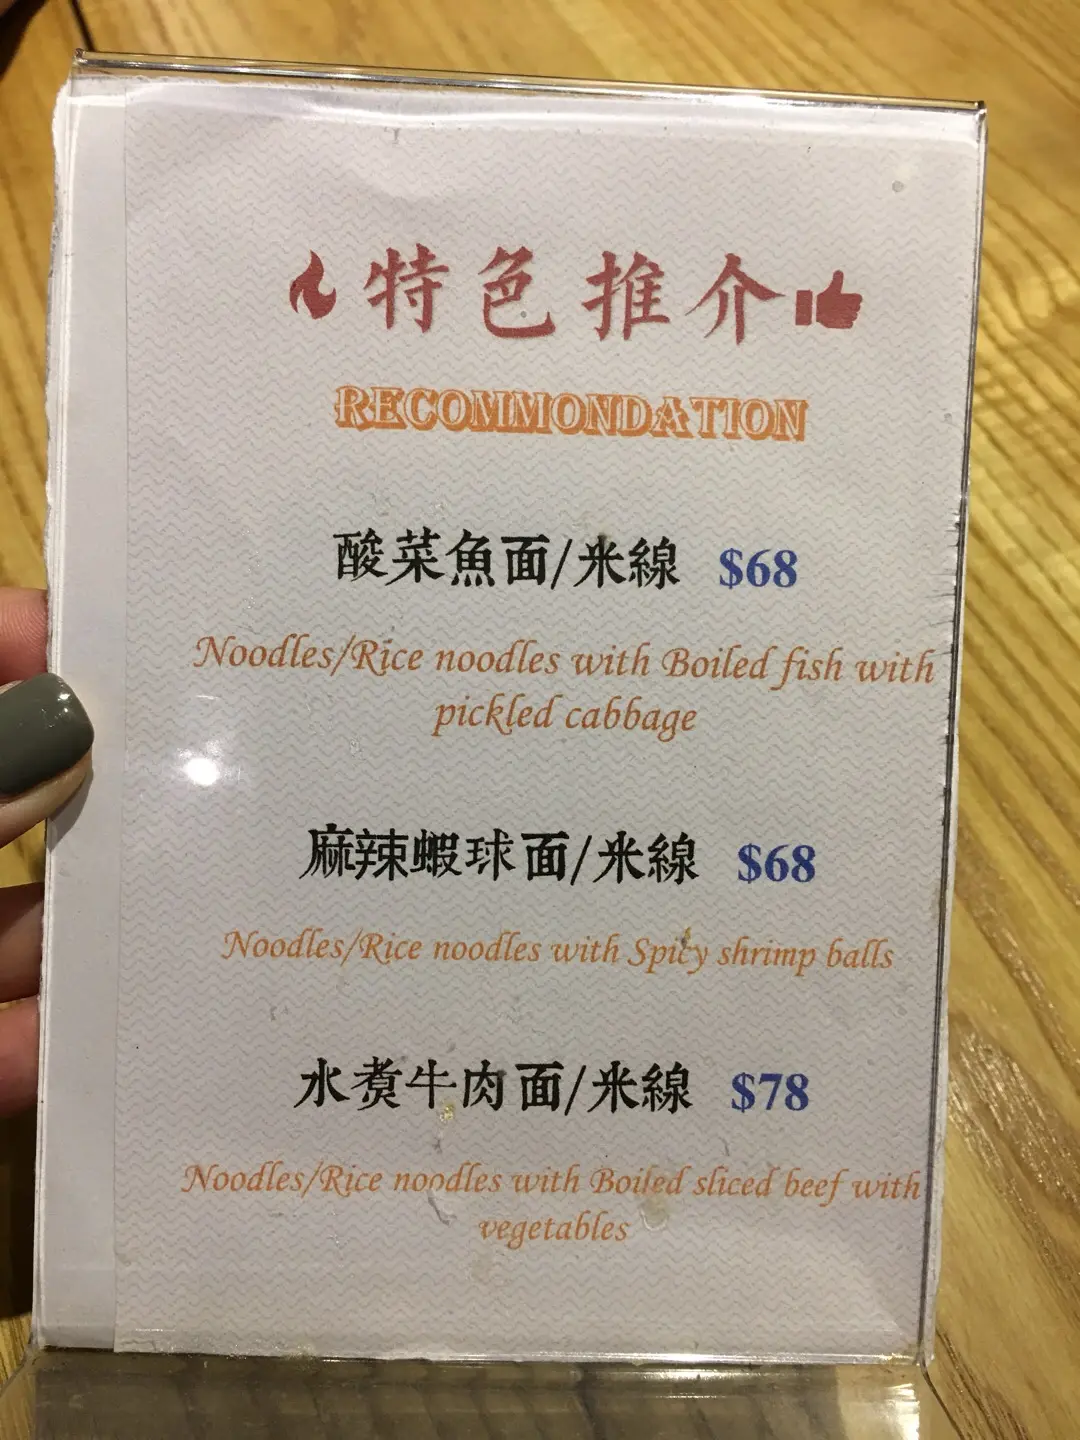 特色推介
RECOMMONDATION
酸菜魚面/米線 $68
Noodles/Rice noodles with Boiled fish with
pickled cabbage
麻辣蝦球面/米線 $68
Noodles/Rice noodles with Spicy shrimp balls
水煮牛肉面/米線 $78
Noodles/Rice noodles with Boiled sliced beef with
vegetables